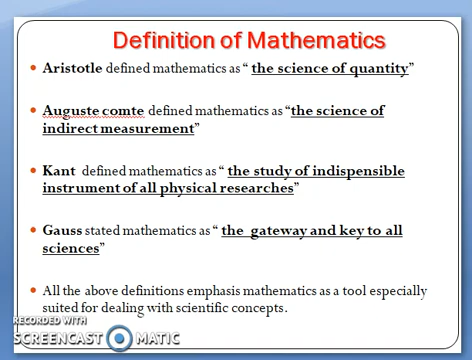 Definition of Mathematics
• Aristotle defined mathematics as “ the science of quantity”
• Auguste comte defined mathematics as “the science of
indirect measurement”
• Kant defined mathematics as “ the study of indispensible
instrument of all physical researches”
• Gauss stated mathematics as “ the gateway and key to all
sciences”
• All the above definitions emphasis mathematics as a tool especially
suited for dealing with scientific concepts.
RECORDED WITH
SCREENCAST MATIC